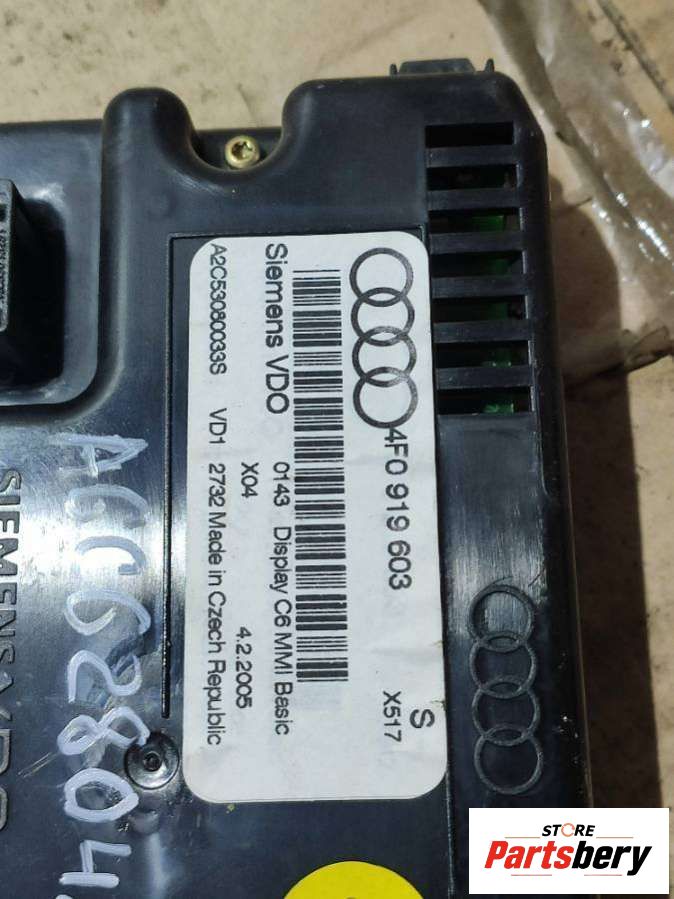 4F0 919 603 S
X517
Siemens VDO 0143 Display C6 MMI Basic
X04 4.2.2005
A2C53080033S VD1 2732 Made in Czech Republic
SIEMENS VDO
STORE
Partsbery